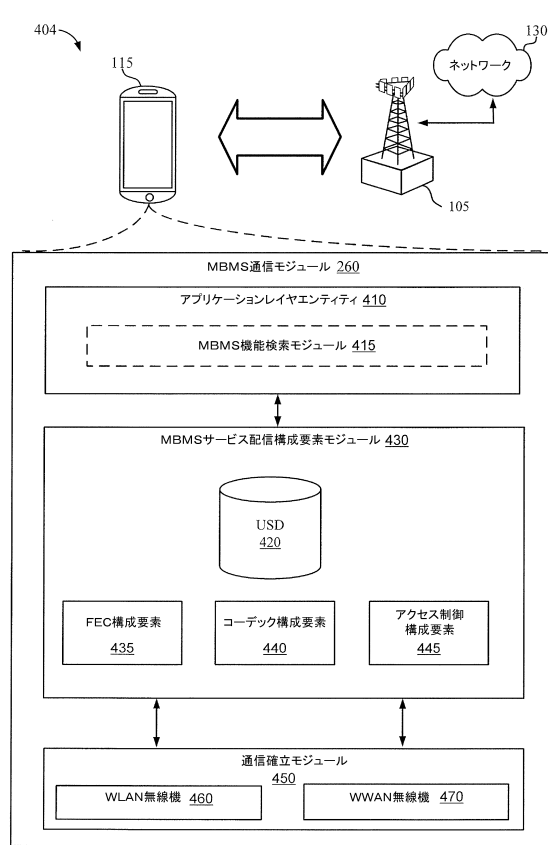 404
115
130
ネットワーク
105
MBMS通信モジュール 260
アプリケーションレイヤエンティティ 410
MBMS機能検索モジュール 415
MBMSサービス配信構成要素モジュール 430
USD
420
FEC構成要素
435
コーデック構成要素
440
アクセス制御
構成要素
445
通信確立モジュール
450
WLAN無線機 460
WWAN無線機 470